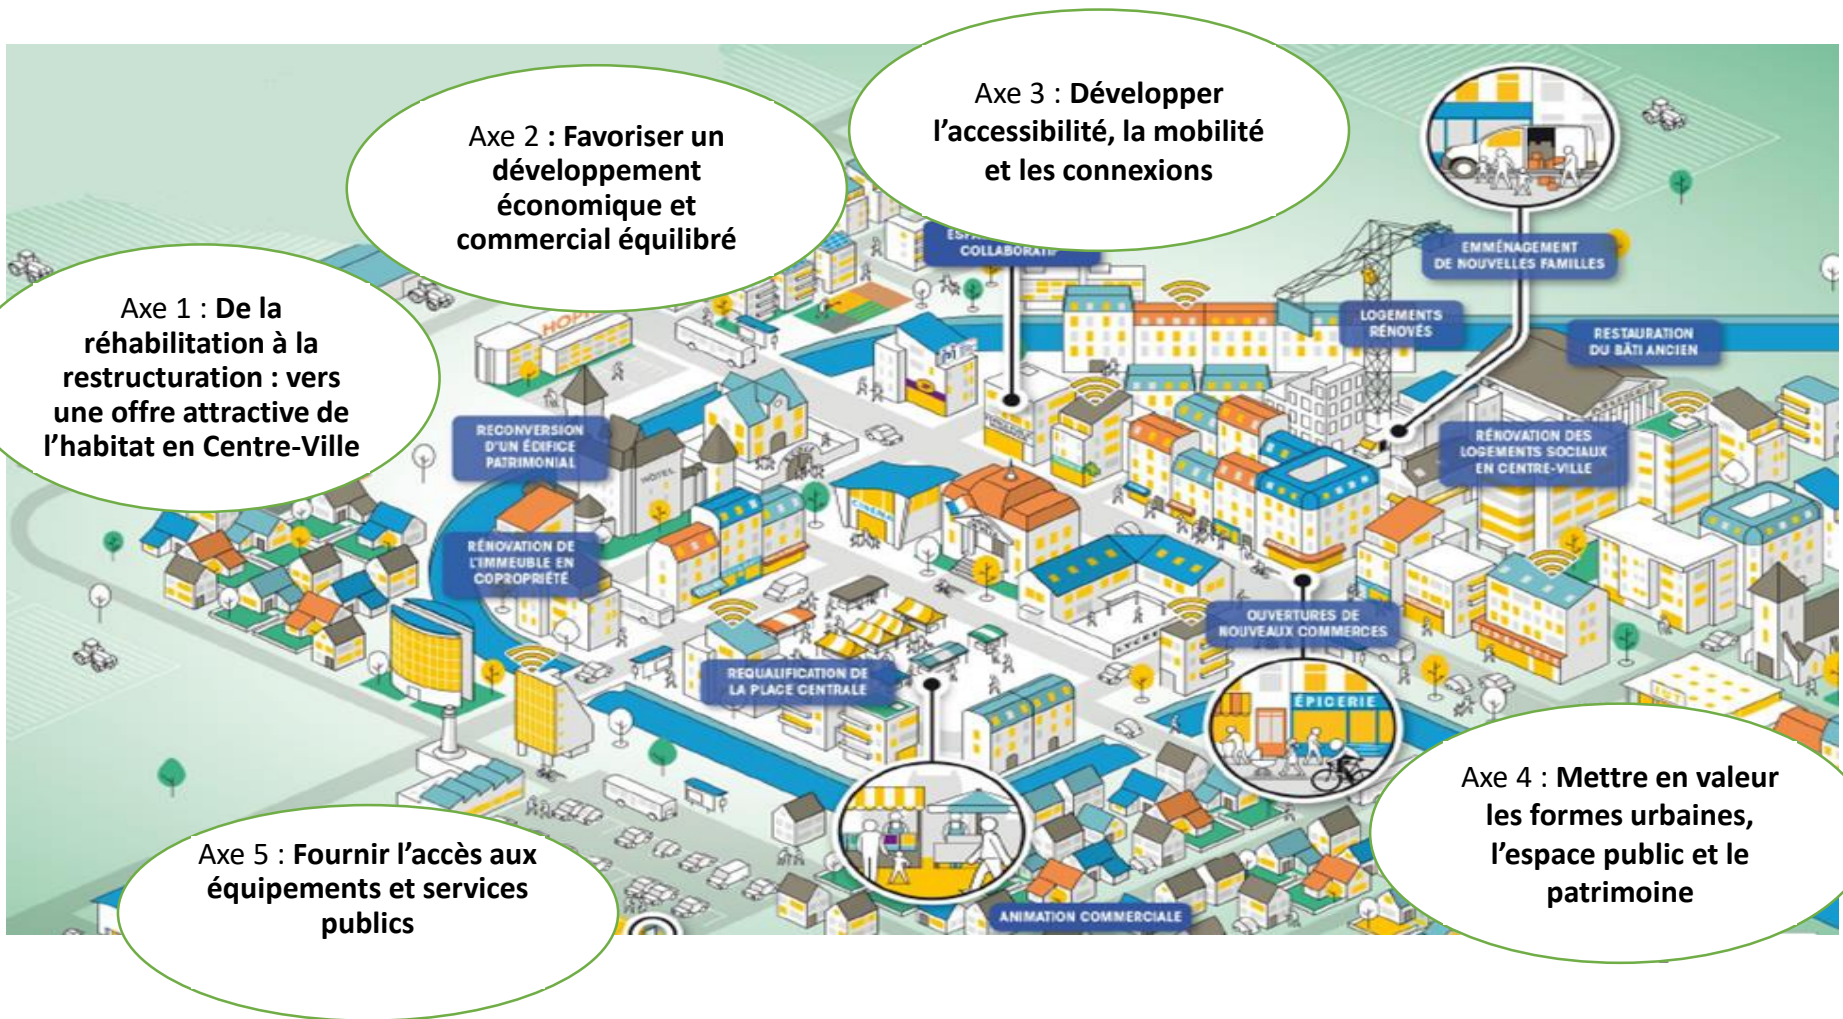 Axe 3 : Développer
l’accessibilité, la mobilité
et les connexions
Axe 2 : Favoriser un
développement
économique et
commercial équilibré
Axe 1 : De la
réhabilitation à la
restructuration : vers
une offre attractive de
l’habitat en Centre-Ville
COLLABORATIF
EMMÉNAGEMENT
DE NOUVELLES FAMILLES
LOGEMENTS
RÉNOVÉS
RESTAURATION
DU BÂTI ANCIEN
RECONVERSION
D'UN ÉDIFICE
PATRIMONIAL
HÔTEL
CINÉMA
RÉNOVATION DES
LOGEMENTS SOCIAUX
EN CENTRE-VILLE
RÉNOVATION DE
L'IMMEUBLE EN
COPROPRIÉTÉ
OUVERTURES DE
NOUVEAUX COMMERCES
REQUALIFICATION DE
LA PLACE CENTRALE
ÉPICERIE
IUT
Axe 4 : Mettre en valeur
les formes urbaines,
l’espace public et le
patrimoine
Axe 5 : Fournir l’accès aux
équipements et services
publics
ANIMATION COMMERCIALE